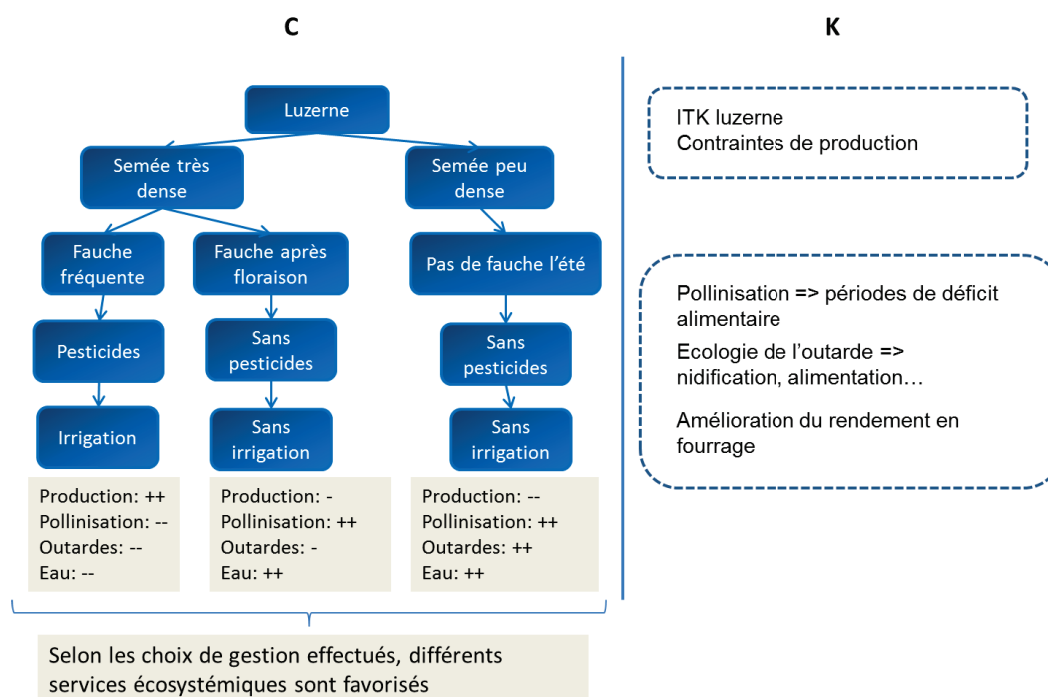 C
K
Luzerne
Semée très
dense
Semée peu
dense
Fauche
fréquente
Fauche après
floraison
Pas de fauche l'été
Pesticides
Sans
pesticides
Sans
pesticides
Irrigation
Sans
irrigation
Sans
irrigation
Production: ++
Pollinisation: --
Outardes: --
Eau: --
Production: -
Pollinisation: ++
Outardes: -
Eau: ++
Production: --
Pollinisation: ++
Outardes: ++
Eau: ++
Selon les choix de gestion effectués, différents
services écosystémiques sont favorisés
ITK luzerne
Contraintes de production
Pollinisation => périodes de déficit
alimentaire
Ecologie de l'outarde =>
nidification, alimentation…
Amélioration du rendement en
fourrage